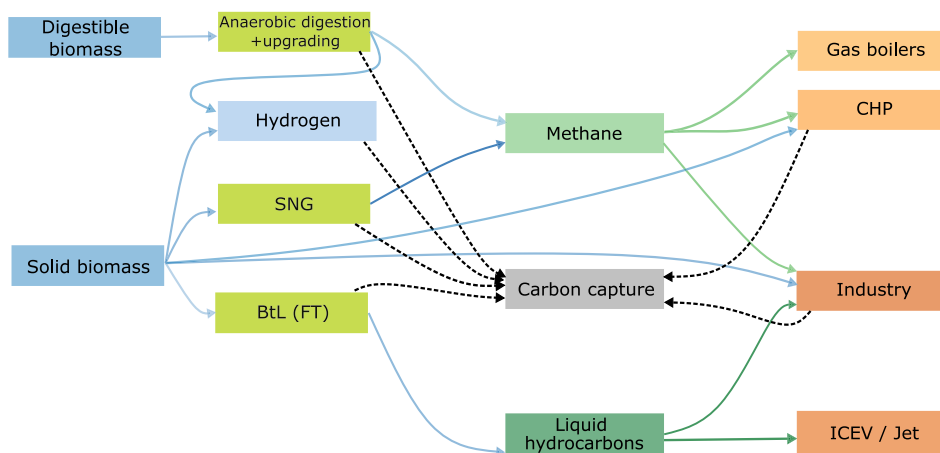 Digestible
biomass
Anaerobic digestion
+upgrading
Gas boilers
Hydrogen
Methane
CHP
SNG
Solid biomass
Carbon capture
Industry
BtL (FT)
Liquid
hydrocarbons
ICEV / Jet